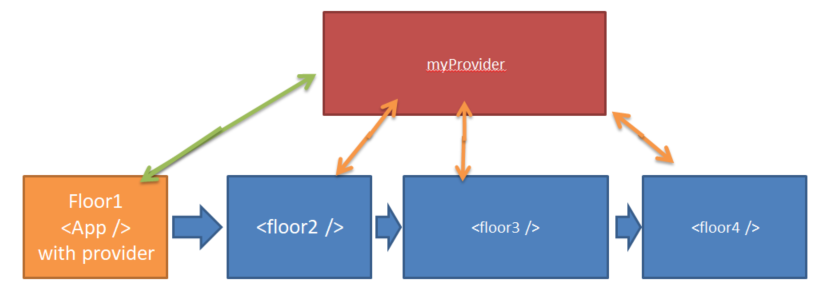 myProvider
Floor1
<App />
with provider
<floor2 />
<floor3 />
<floor4 />